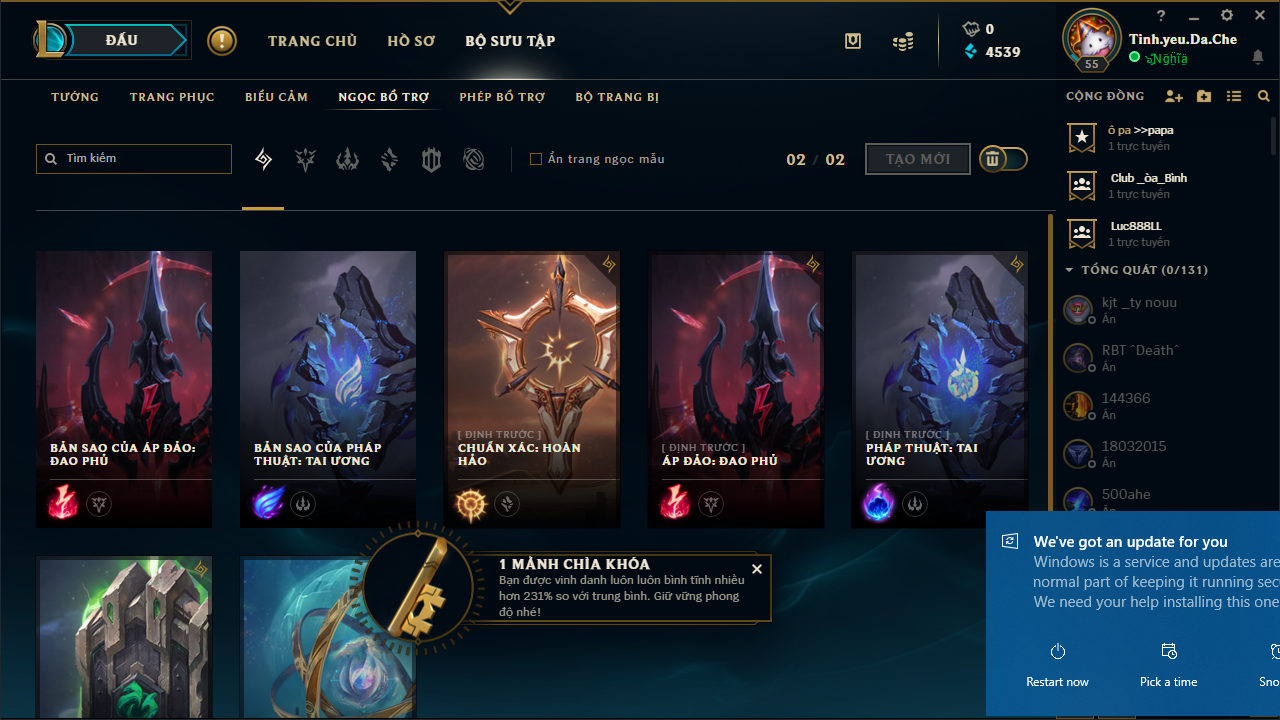 ĐẤU
TRANG CHỦ
HỒ SƠ
BỘ SƯU TẬP
0
4539
?
55
Tinh.yeu.Da.Che
CỘNG ĐỒNG
TƯỚNG
TRANG PHỤC
BIỂU CẢM
NGỌC BỔ TRỢ
PHÉP BỔ TRỢ
BỘ TRANG BỊ
Tìm kiếm
Ẩn trang ngọc mẫu
02 / 02
TẠO MỚI
ô pa >>papa
1 trực tuyến
Club _òa_Bình
1 trực tuyến
Luc888LL
1 trực tuyến
TỔNG QUÁT (0/131)
kjt _ty nouu
Ẩn
RBT ˆDeathˆ
Ẩn
144366
Ẩn
18032015
Ẩn
500ahe
BẢN SAO CỦA ÁP ĐẢO:
ĐAO PHỦ
BẢN SAO CỦA PHÁP
THUẬT: TAI ƯƠNG
[ ĐỊNH TRƯỚC ]
CHUẨN XÁC: HOÀN
HẢO
[ ĐỊNH TRƯỚC ]
ÁP ĐẢO: ĐAO PHỦ
[ ĐỊNH TRƯỚC ]
PHÁP THUẬT: TAI
ƯƠNG
1 MẢNH CHÌA KHÓA
Bạn được vinh danh luôn luôn bình tĩnh nhiều
hơn 231% so với trung bình. Giữ vững phong
độ nhé!
We've got an update for you
Windows is a service and updates are
normal part of keeping it running sec
We need your help installing this one
Restart now
Pick a time
Sno